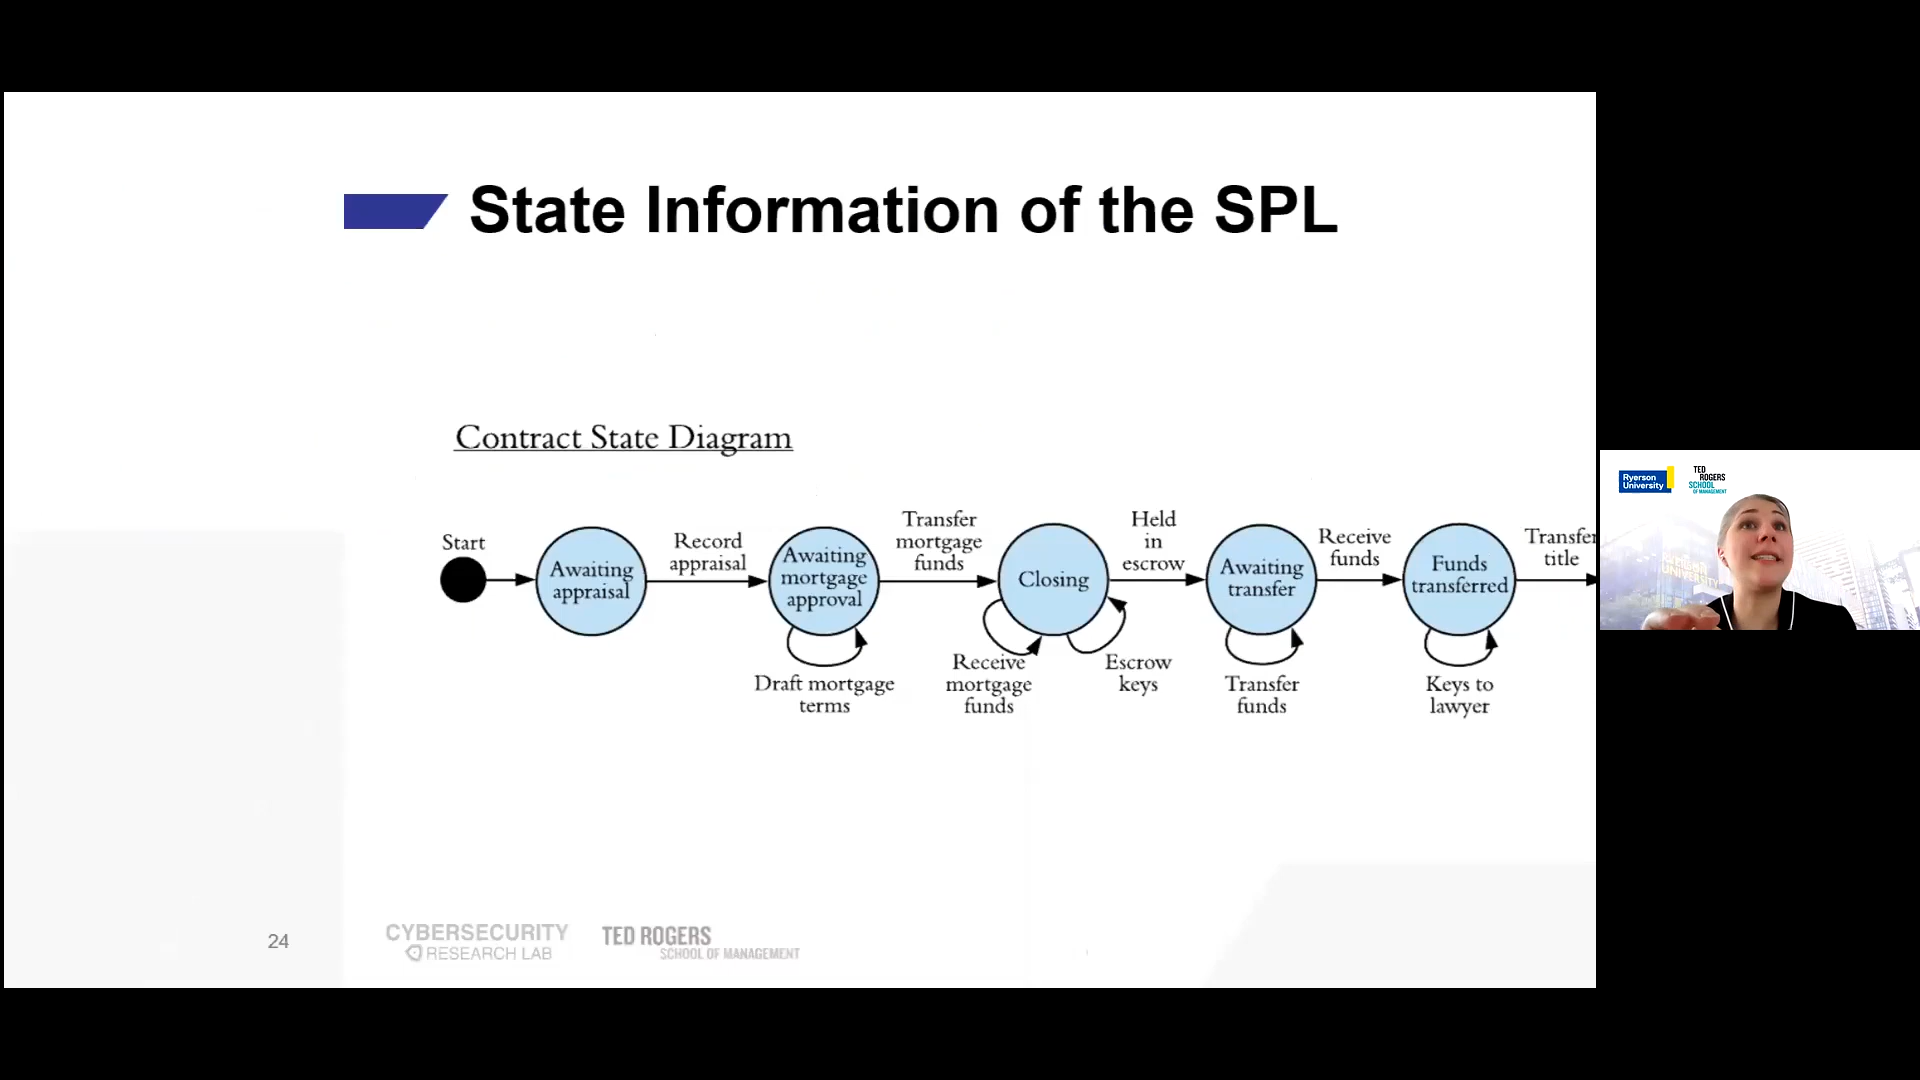 State Information of the SPL
Contract State Diagram
Start
Awaiting
appraisal
Record
appraisal
Awaiting
mortgage
approval
Draft mortgage
terms
Transfer
mortgage
funds
Closing
Receive
mortgage
funds
Escrow
keys
Held
in
escrow
Awaiting
transfer
Transfer
funds
Receive
funds
Funds
transferred
Keys to
lawyer
Transfer
title
24
CYBERSECURITY
RESEARCH LAB
TED ROGERS
SCHOOL OF MANAGEMENT
Ryerson
University
TED
ROGERS
SCHOOL
OF MANAGEMENT